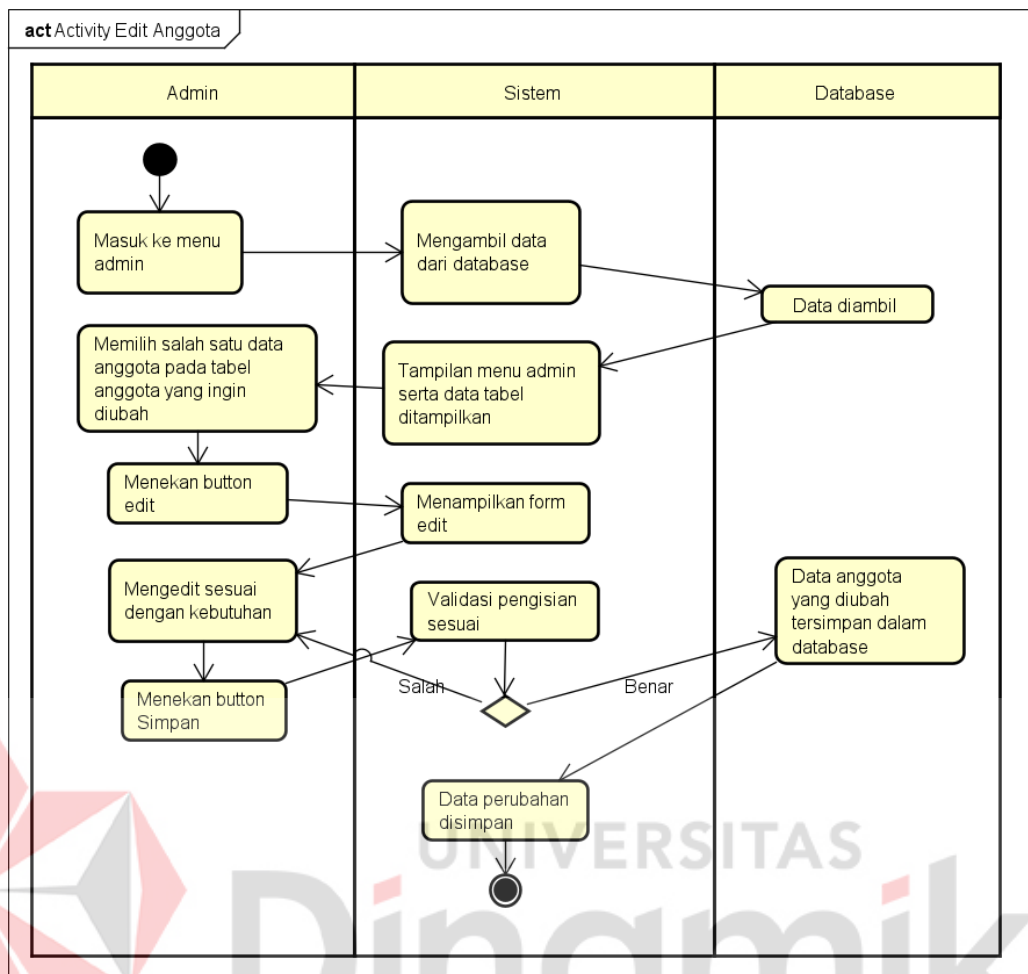 act Activity Edit Anggota
Admin
Sistem
Database
Masuk ke menu
admin
Mengambil data
dari database
Data diambil
Tampilan menu admin
serta data tabel
ditampilkan
Memilih salah satu data
anggota pada tabel
anggota yang ingin
diubah
Menekan button
edit
Menampilkan form
edit
Mengedit sesuai
dengan kebutuhan
Menekan button
Simpan
Validasi pengisian
sesuai
Salah
Benar
Data anggota
yang diubah
tersimpan dalam
database
Data perubahan
disimpan
UNIVERSITAS
Dinamik